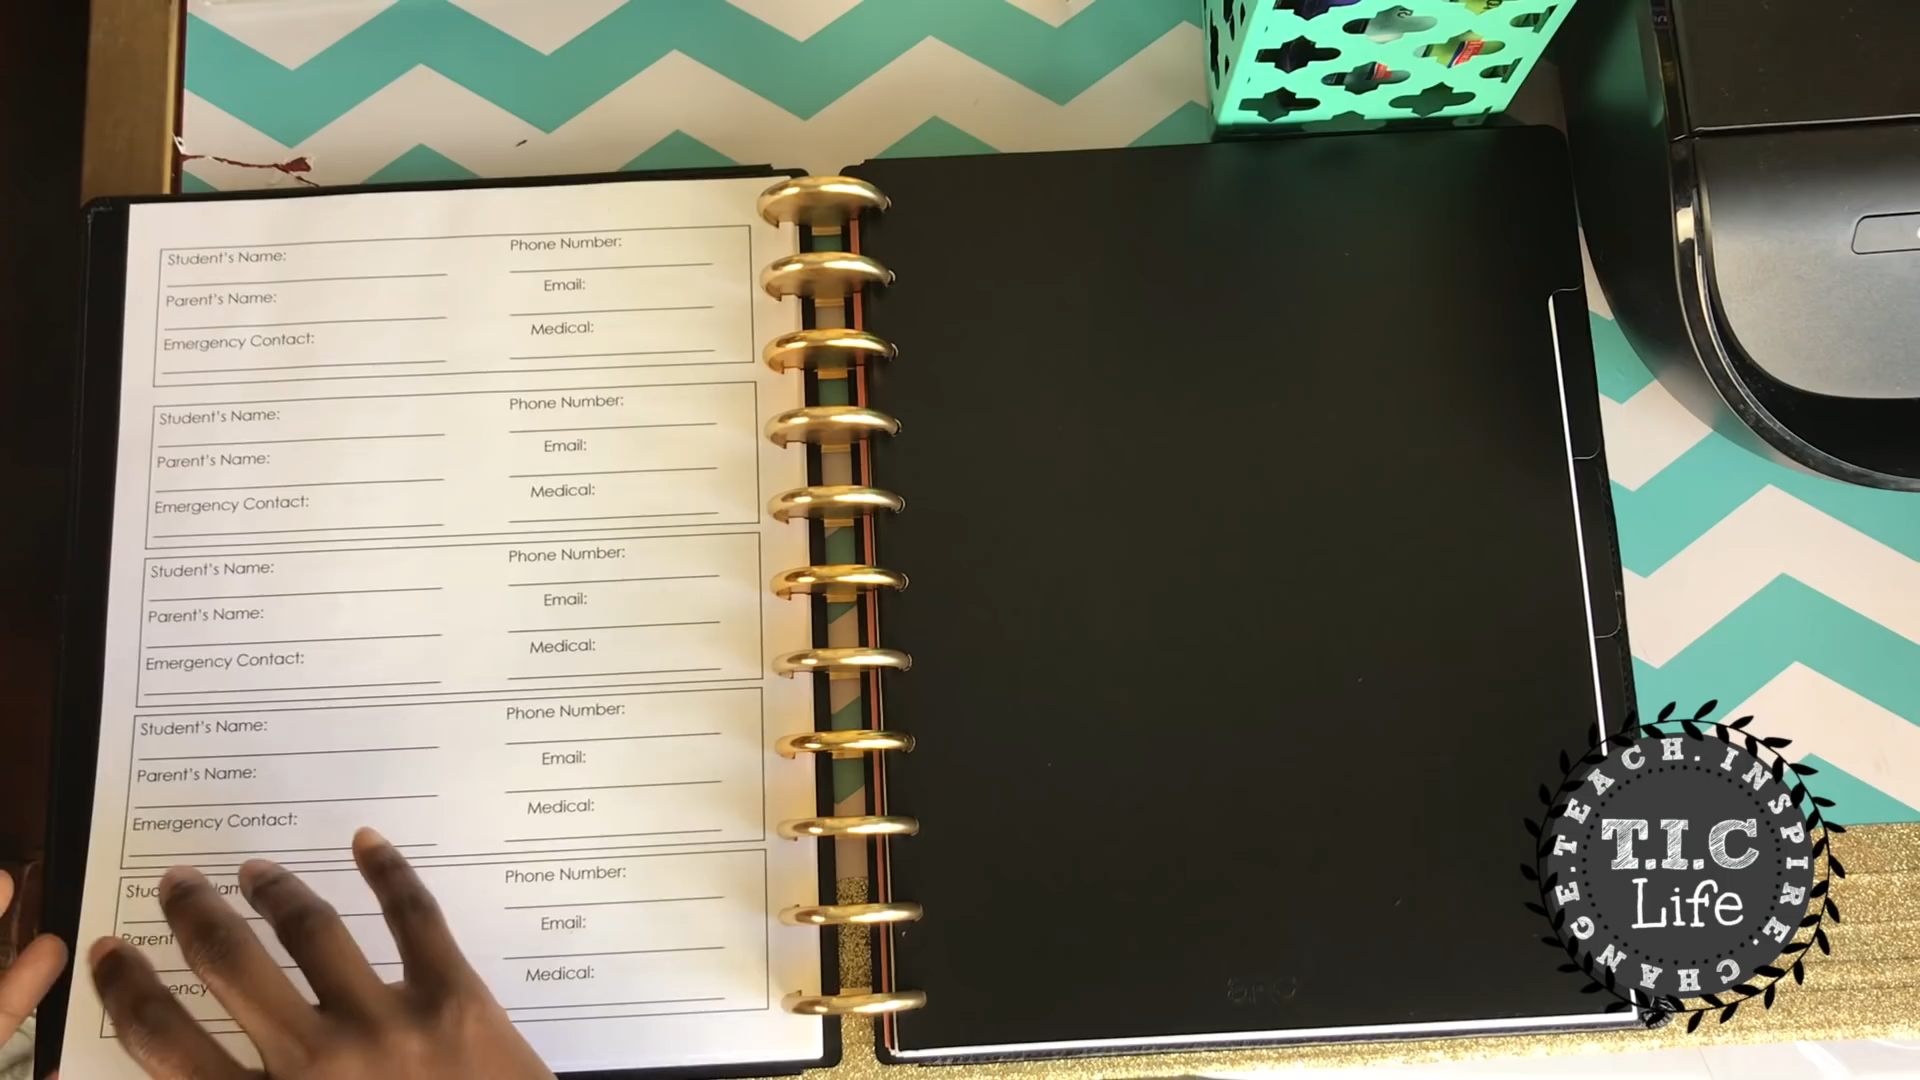 Student's Name:
Phone Number:
Parent's Name:
Email:
Emergency Contact:
Medical:
Student's Name:
Phone Number:
Parent's Name:
Email:
Emergency Contact:
Medical:
Student's Name:
Phone Number:
Parent's Name:
Email:
Emergency Contact:
Medical:
Student's Name:
Phone Number:
Parent's Name:
Email:
Emergency Contact:
Medical:
Phone Number:
Parent
Email:
Medical:
TEACH. INSPIRE. CHANGE.
T.I.C
Life